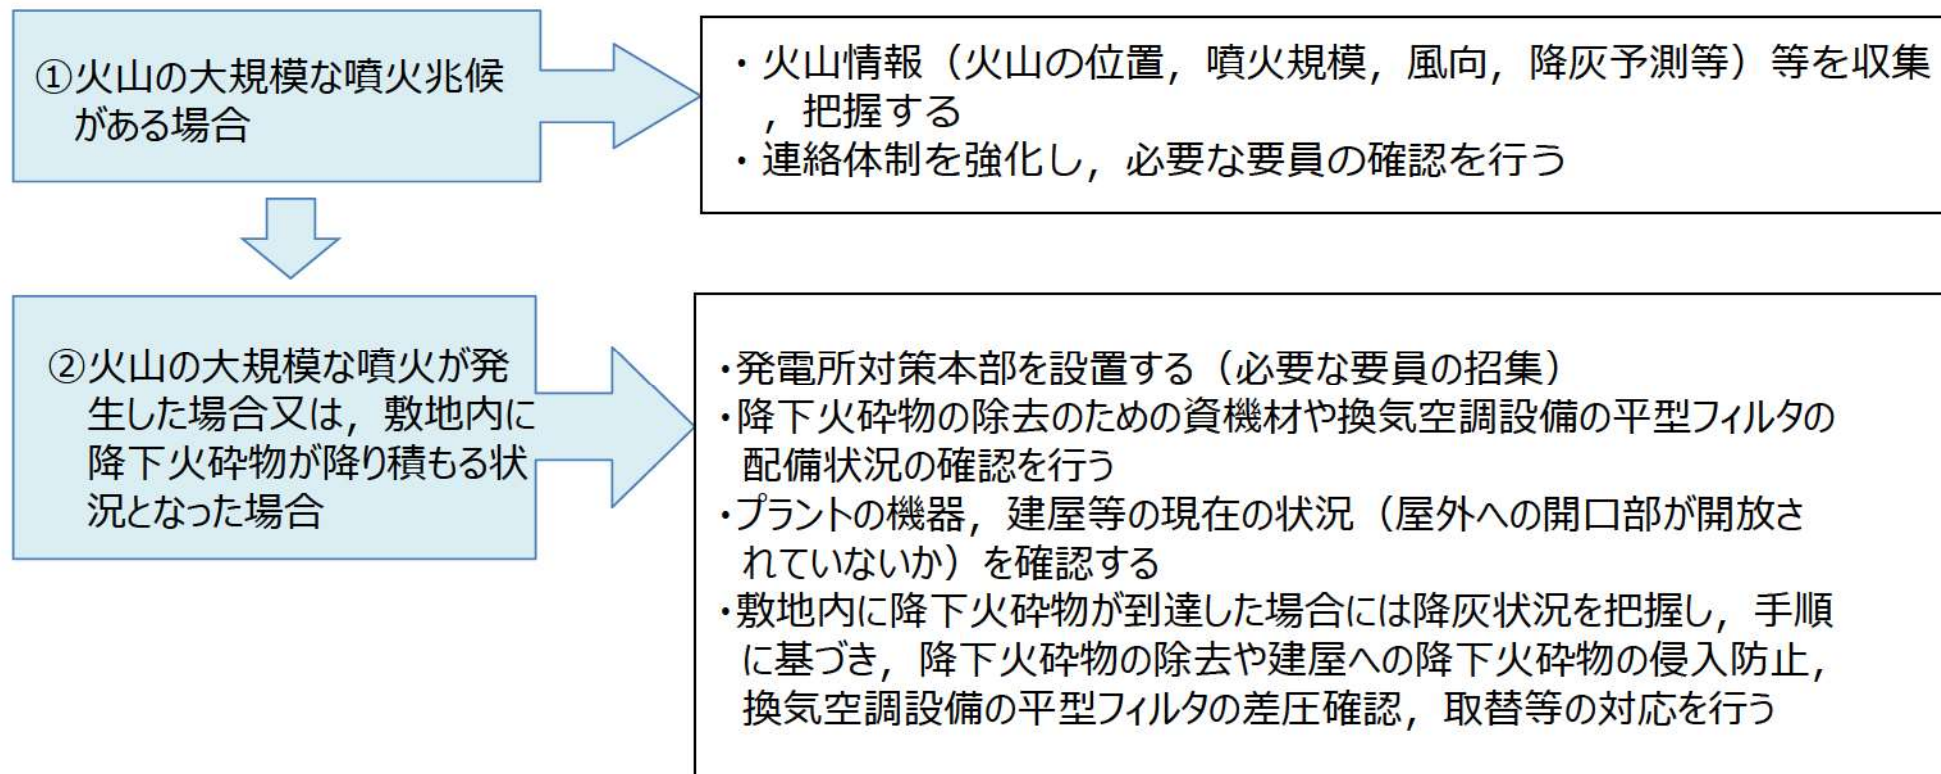 ①火山の大規模な噴火兆候
がある場合
・火山情報（火山の位置，噴火規模，風向，降灰予測等）等を収集
，把握する
・連絡体制を強化し，必要な要員の確認を行う
②火山の大規模な噴火が発
生した場合又は，敷地内に
降下火砕物が降り積もる状
況となった場合
・発電所対策本部を設置する（必要な要員の招集）
・降下火砕物の除去のための資機材や換気空調設備の平型フィルタの
配備状況の確認を行う
・プラントの機器，建屋等の現在の状況（屋外への開口部が開放さ
れていないか）を確認する
・敷地内に降下火砕物が到達した場合には降灰状況を把握し，手順
に基づき，降下火砕物の除去や建屋への降下火砕物の侵入防止，
換気空調設備の平型フィルタの差圧確認，取替等の対応を行う